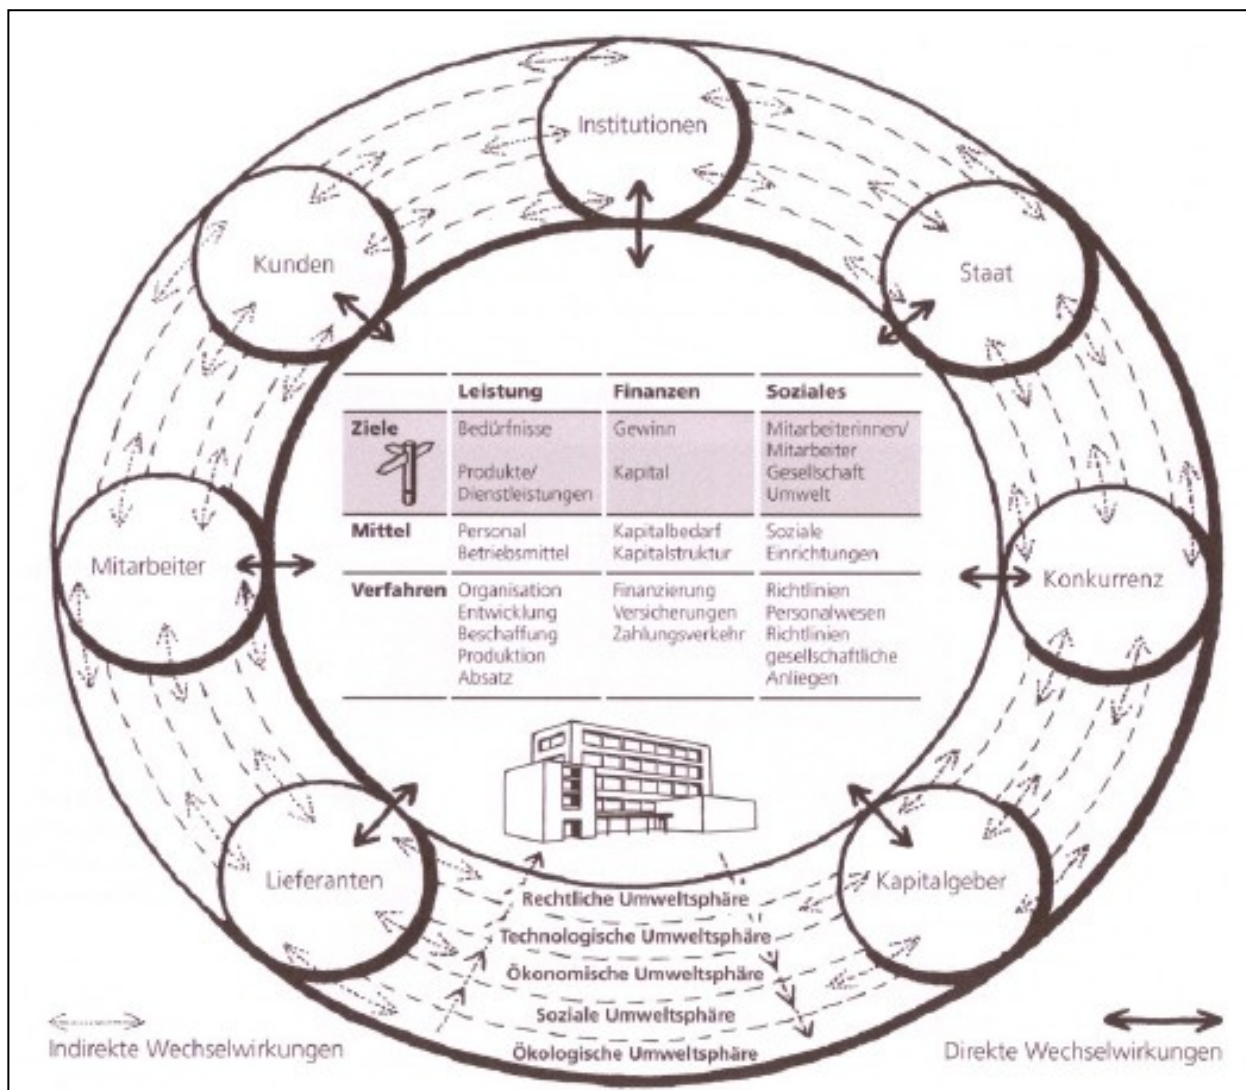 Institutionen
Kunden
Staat
Leistung Finanzen Soziales
Ziele Bedürfnisse Gewinn Mitarbeiterinnen/
Mitarbeiter
Produkte/ Kapital Gesellschaft
Dienstleistungen Umwelt
Mittel Personal Kapitalbedarf Soziale
Betriebsmittel Kapitalstruktur Einrichtungen
Verfahren Organisation Finanzierung Richtlinien
Entwicklung Versicherungen Personalwesen
Beschaffung Zahlungsverkehr Richtlinien
Produktion gesellschaftliche
Absatz Anliegen
Mitarbeiter
Konkurrenz
Lieferanten
Kapitalgeber
Rechtliche Umweltsphäre
Technologische Umweltsphäre
Ökonomische Umweltsphäre
Soziale Umweltsphäre
Ökologische Umweltsphäre
Indirekte Wechselwirkungen
Direkte Wechselwirkungen